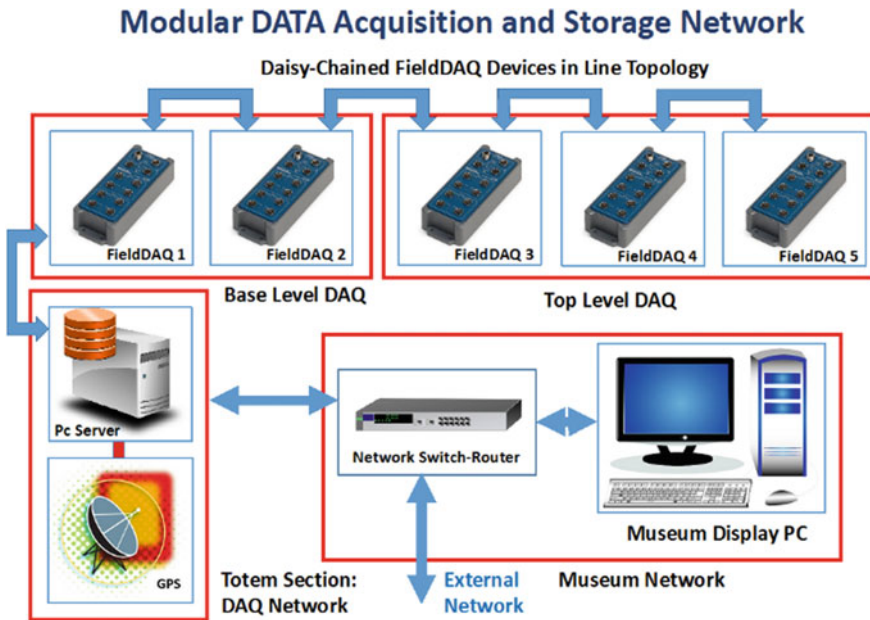 Modular DATA Acquisition and Storage Network
Daisy-Chained FieldDAQ Devices in Line Topology
FieldDAQ 1
FieldDAQ 2
FieldDAQ 3
FieldDAQ 4
FieldDAQ 5
Base Level DAQ
Top Level DAQ
Pc Server
Network Switch-Router
Museum Display PC
GPS
Totem Section:
DAQ Network
External
Network
Museum Network